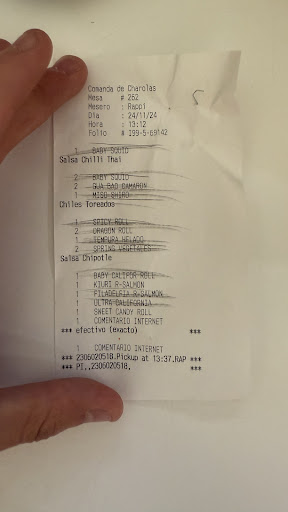 Comanda de Charolas
Mesa # 262
Mesero : Rappi
Dia : 24/11/24
Hora : 13:12
Folio # I99-5-69142
1 BABY SQUID
Salsa Chilli Thai
2 BABY SQUID
2 GUA BAO CAMARON
1 MISO SHIRO
Chiles Toreados
1 SPICY ROLL
2 DRAGON ROLL
1 TEMPURA HELADO
2 SPRING VEGETALES
Salsa Chipotle
1 BABY CALIFOR ROLL
1 KIURI R-SALMON
1 FILADELFIA R-SALMON
1 ULTRA CALIFORNIA
1 SWEET CANDY ROLL
1 COMENTARIO INTERNET
*** efectivo (exacto) ***
1 COMENTARIO INTERNET
*** 2306020518.Pickup at 13:37.RAP ***
*** PI,.2306020518, ***